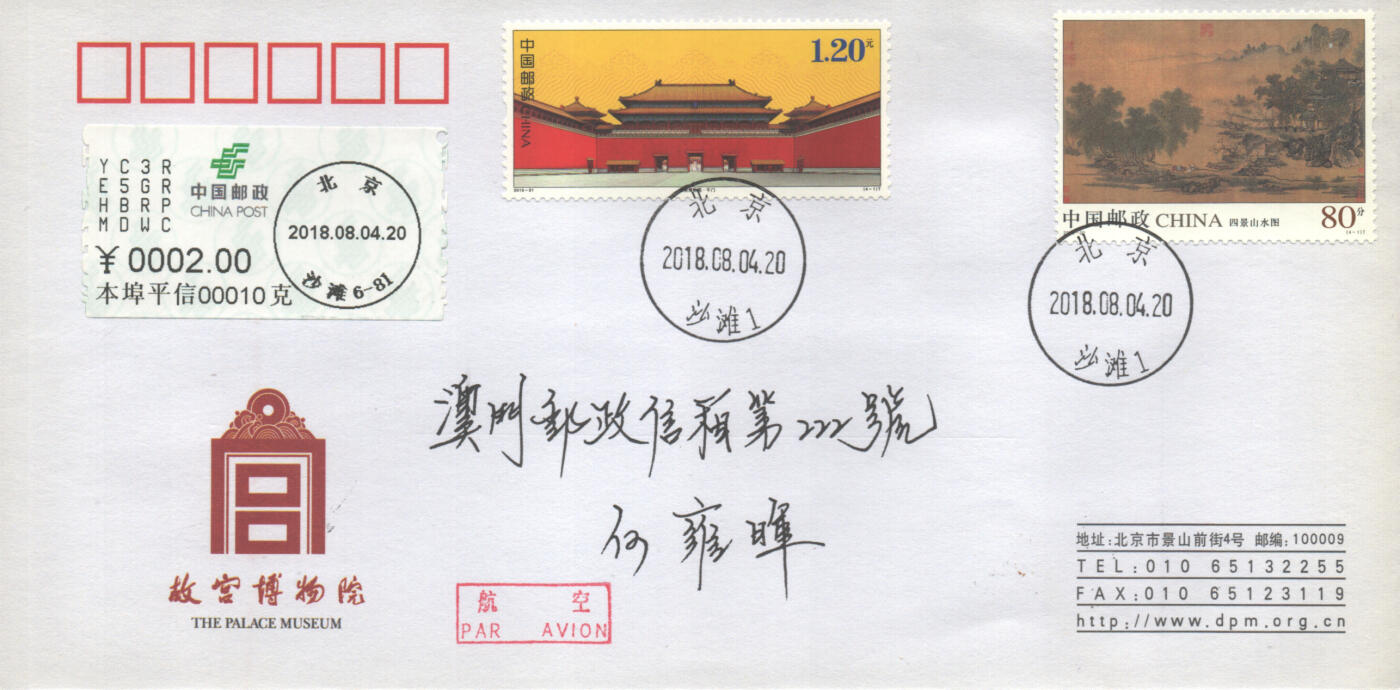 YC3R
E5GR
HBRP
MDWC
中国邮政
CHINA POST
¥ 0002.00
本埠平信00010克
北京
2018.08.04.20
沙滩6-81
中国邮政 CHINA
1.20元
北京
2018.08.04.20
沙滩1
中国邮政 CHINA 四景山水图
80分
北京
2018.08.04.20
沙滩1
澳門郵政信箱第222號
何雍暉
故宫博物院
THE PALACE MUSEUM
航空
PAR AVION
地址:北京市景山前街4号 邮编:100009
TEL:010 65132255
FAX:010 65123119
http://www.dpm.org.cn